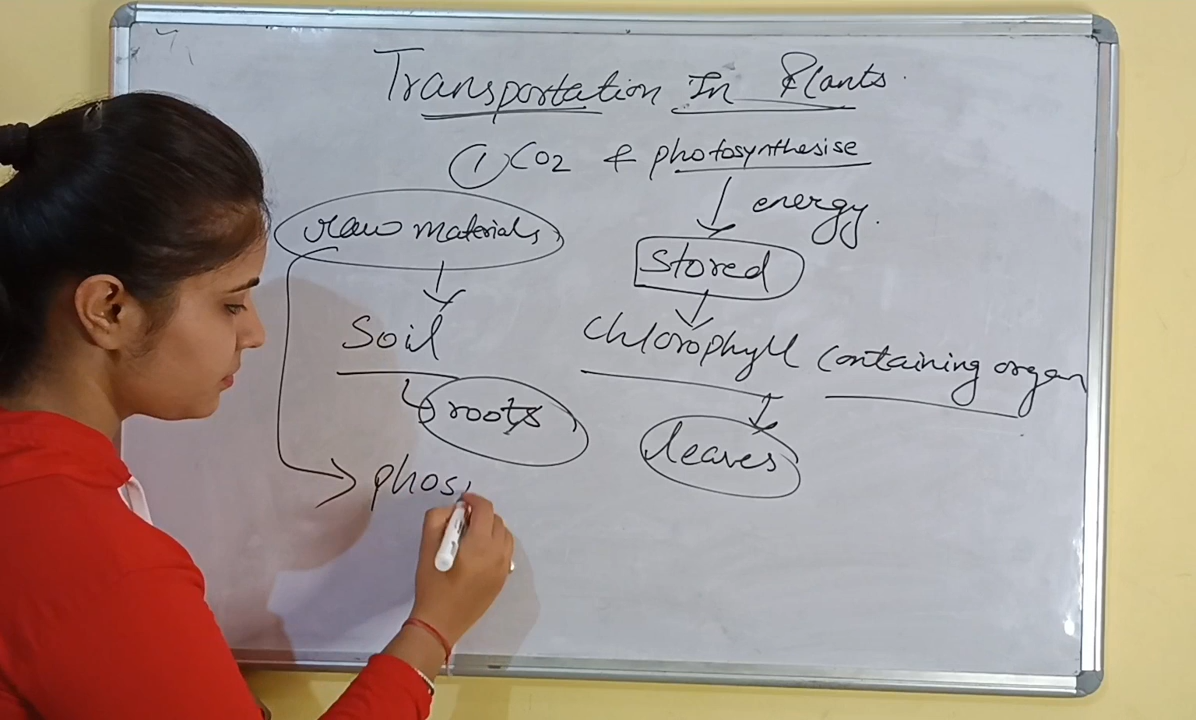 Transportation In Plants.
① CO2 & photosynthesise
energy.
raw materials
stored
Soil
chlorophyll containing organ
roots
leaves
phos